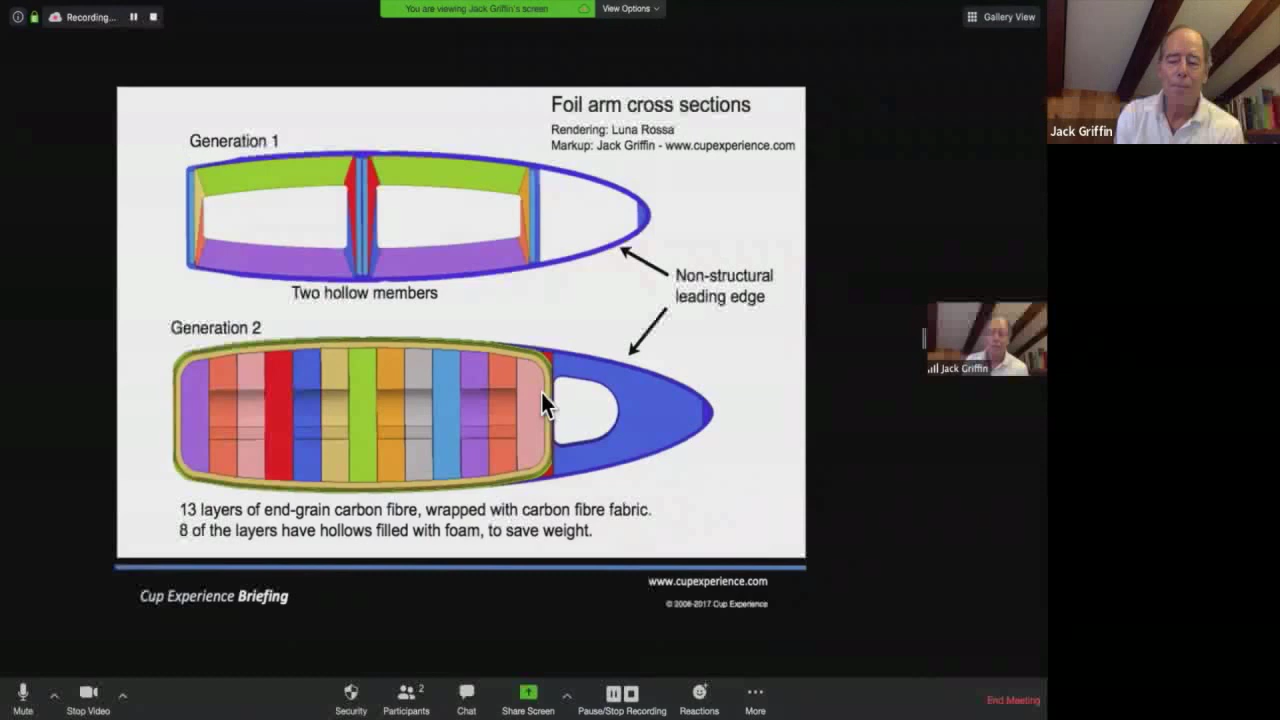 Recording...
You are viewing Jack Griffin's screen
View Options
Gallery View
Jack Griffin
Foil arm cross sections
Rendering: Luna Rossa
Markup: Jack Griffin - www.cupexperience.com
Generation 1
Two hollow members
Non-structural
leading edge
Generation 2
Jack Griffin
13 layers of end-grain carbon fibre, wrapped with carbon fibre fabric.
8 of the layers have hollows filled with foam, to save weight.
www.cupexperience.com
Cup Experience Briefing
© 2006-2017 Cup Experience
Mute
Stop Video
Security
Participants
2
Chat
Share Screen
Pause/Stop Recording
Reactions
More
End Meeting